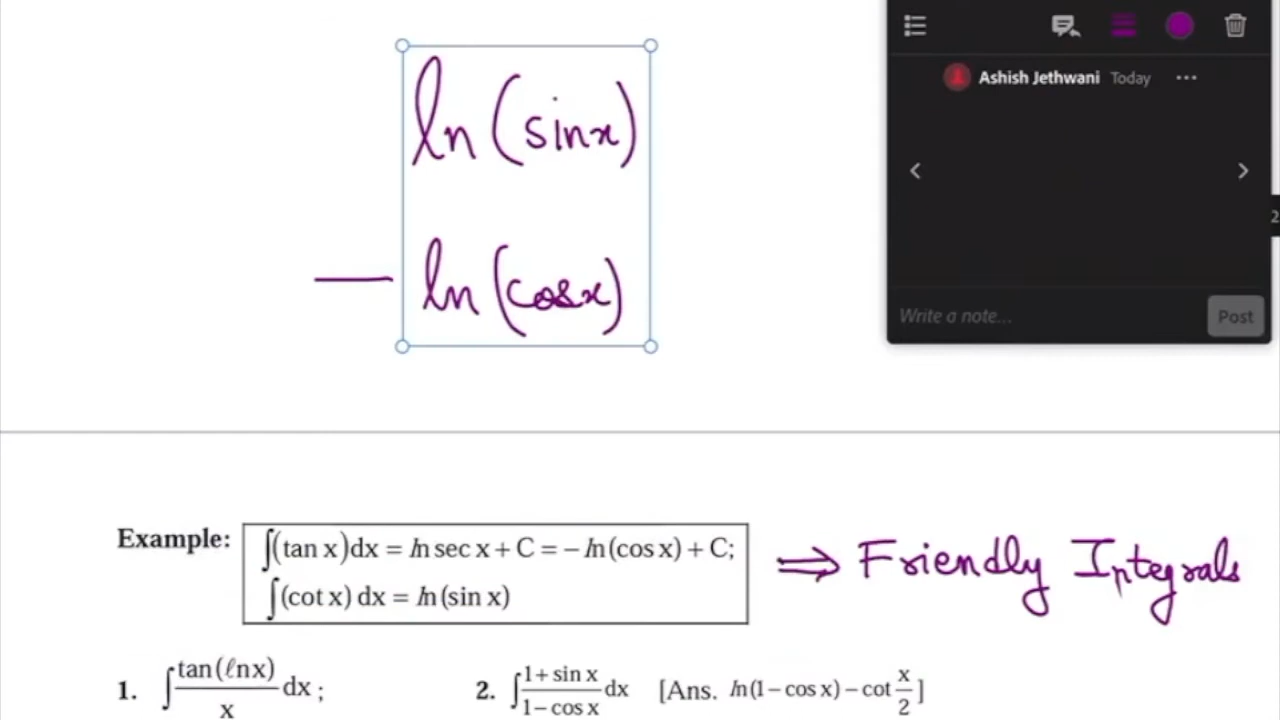 ln (sinx)
— ln (cosx)
Ashish Jethwani Today ...
Write a note... Post
2
Example: ∫(tan x)dx = ℓn sec x + C = − ℓn(cos x) + C; ⇒ Friendly Integrals
∫(cot x) dx = ℓn(sin x)
1. ∫ tan(ℓnx)/x dx ; 2. ∫ 1+ sin x/1− cos x dx [Ans. ℓn(1− cos x) − cot x/2]